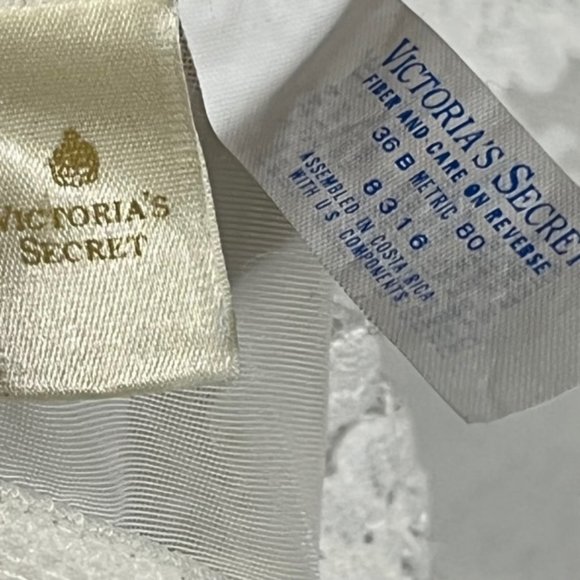 VICTORIA'S
SECRET
VICTORIA'S SECRET
FIBER AND CARE ON REVERSE
36 B METRIC 80
8316
ASSEMBLED IN COSTA RICA
WITH U.S COMPONENTS